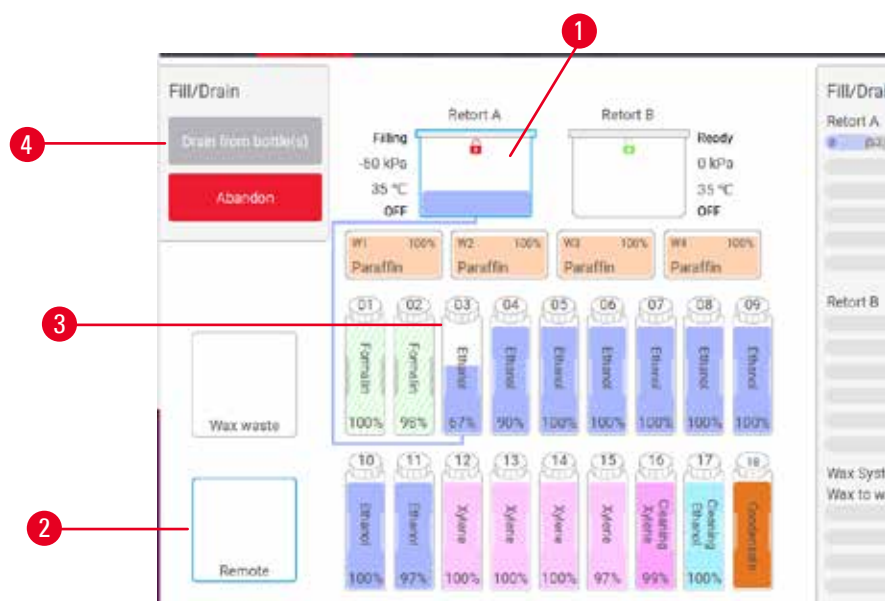 1
Fill/Drain
Drain from bottle(s)
Abandon
4
Retort A
Retort B
Filling
-60 kPa
35 °C
OFF
Ready
0 kPa
35 °C
OFF
W1 100%
Paraffin
W2 100%
Paraffin
W3 100%
Paraffin
W4 100%
Paraffin
3
01 02 03 04 05 06 07 08 09
Formalin Formalin Ethanol Ethanol Ethanol Ethanol Ethanol Ethanol Ethanol
100% 98% 67% 90% 100% 100% 100% 100% 100%
Wax waste
2
Remote
10 11 12 13 14 15 16 17 18
Ethanol Ethanol Xylene Xylene Xylene Xylene Cleaning Xylene Cleaning Ethanol Condensate
100% 97% 100% 100% 100% 97% 99% 100%
Fill/Drai
Retort A
Retort B
Wax Syst
Wax to w